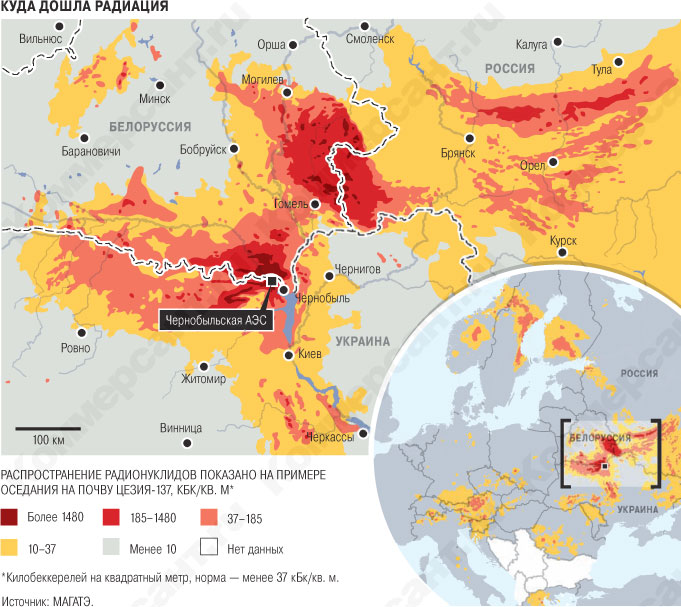 КУДА ДОШЛА РАДИАЦИЯ
Вильнюс
Орша
Смоленск
Калуга
РОССИЯ
Тула
Могилев
Минск
БЕЛОРУССИЯ
Барановичи
Бобруйск
Брянск
Орел
Гомель
Курск
Чернигов
Чернобыль
Чернобыльская АЭС
УКРАИНА
Ровно
Киев
Житомир
РОССИЯ
100 км
Винница
Черкассы
БЕЛОРУССИЯ
УКРАИНА
РАСПРОСТРАНЕНИЕ РАДИОНУКЛИДОВ ПОКАЗАНО НА ПРИМЕРЕ
ОСЕДАНИЯ НА ПОЧВУ ЦЕЗИЯ-137, КБК/КВ. М*
Более 1480 185–1480 37–185
10–37 Менее 10 Нет данных
*Килобеккерелей на квадратный метр, норма — менее 37 кБк/кв. м.
Источник: МАГАТЭ.
Коммерсант.ru